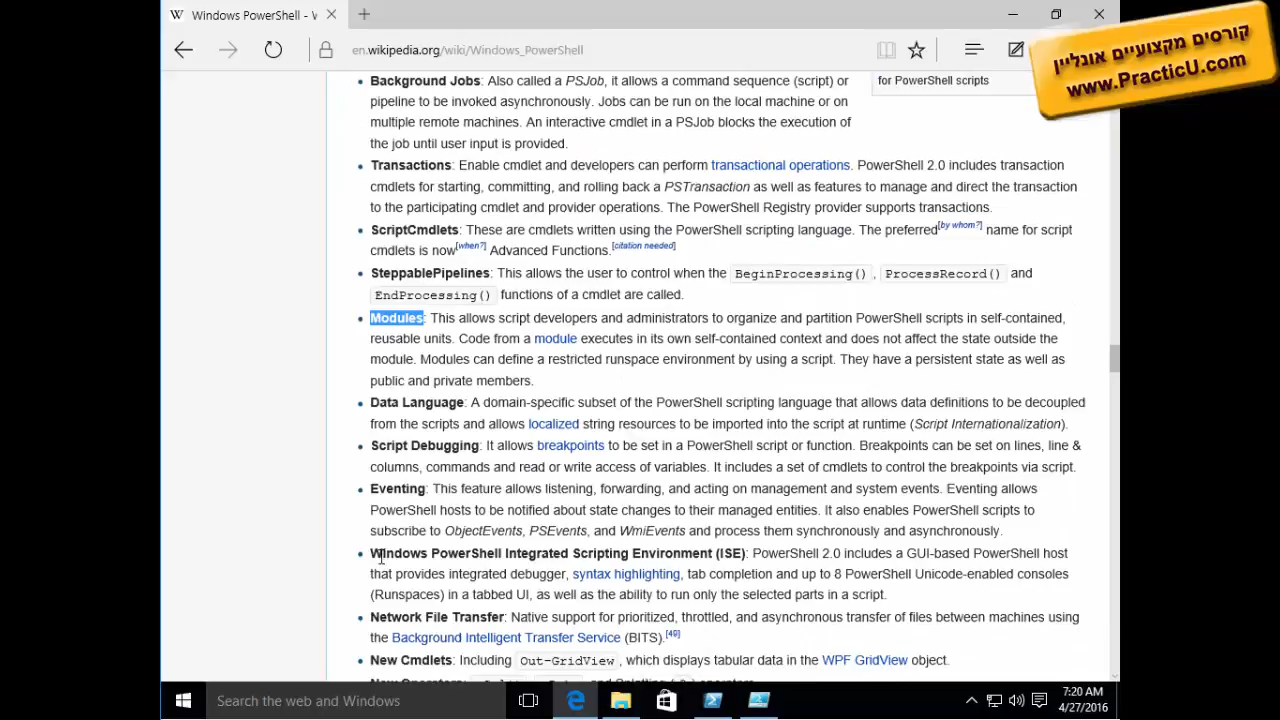 Windows PowerShell - W
en.wikipedia.org/wiki/Windows_PowerShell
קורסים מקצועיים אונליין
www.PracticU.com
Background Jobs: Also called a PSJob, it allows a command sequence (script) or
pipeline to be invoked asynchronously. Jobs can be run on the local machine or on
multiple remote machines. An interactive cmdlet in a PSJob blocks the execution of
the job until user input is provided.
for PowerShell scripts
Transactions: Enable cmdlet and developers can perform transactional operations. PowerShell 2.0 includes transaction
cmdlets for starting, committing, and rolling back a PSTransaction as well as features to manage and direct the transaction
to the participating cmdlet and provider operations. The PowerShell Registry provider supports transactions.
ScriptCmdlets: These are cmdlets written using the PowerShell scripting language. The preferred[by whom?] name for script
cmdlets is now[when?] Advanced Functions.[citation needed]
SteppablePipelines: This allows the user to control when the BeginProcessing() , ProcessRecord() and
EndProcessing() functions of a cmdlet are called.
Modules: This allows script developers and administrators to organize and partition PowerShell scripts in self-contained,
reusable units. Code from a module executes in its own self-contained context and does not affect the state outside the
module. Modules can define a restricted runspace environment by using a script. They have a persistent state as well as
public and private members.
Data Language: A domain-specific subset of the PowerShell scripting language that allows data definitions to be decoupled
from the scripts and allows localized string resources to be imported into the script at runtime (Script Internationalization).
Script Debugging: It allows breakpoints to be set in a PowerShell script or function. Breakpoints can be set on lines, line &
columns, commands and read or write access of variables. It includes a set of cmdlets to control the breakpoints via script.
Eventing: This feature allows listening, forwarding, and acting on management and system events. Eventing allows
PowerShell hosts to be notified about state changes to their managed entities. It also enables PowerShell scripts to
subscribe to ObjectEvents, PSEvents, and WmiEvents and process them synchronously and asynchronously.
Windows PowerShell Integrated Scripting Environment (ISE): PowerShell 2.0 includes a GUI-based PowerShell host
that provides integrated debugger, syntax highlighting, tab completion and up to 8 PowerShell Unicode-enabled consoles
(Runspaces) in a tabbed UI, as well as the ability to run only the selected parts in a script.
Network File Transfer: Native support for prioritized, throttled, and asynchronous transfer of files between machines using
the Background Intelligent Transfer Service (BITS).[49]
New Cmdlets: Including Out-GridView , which displays tabular data in the WPF GridView object.
Search the web and Windows
7:20 AM
4/27/2016